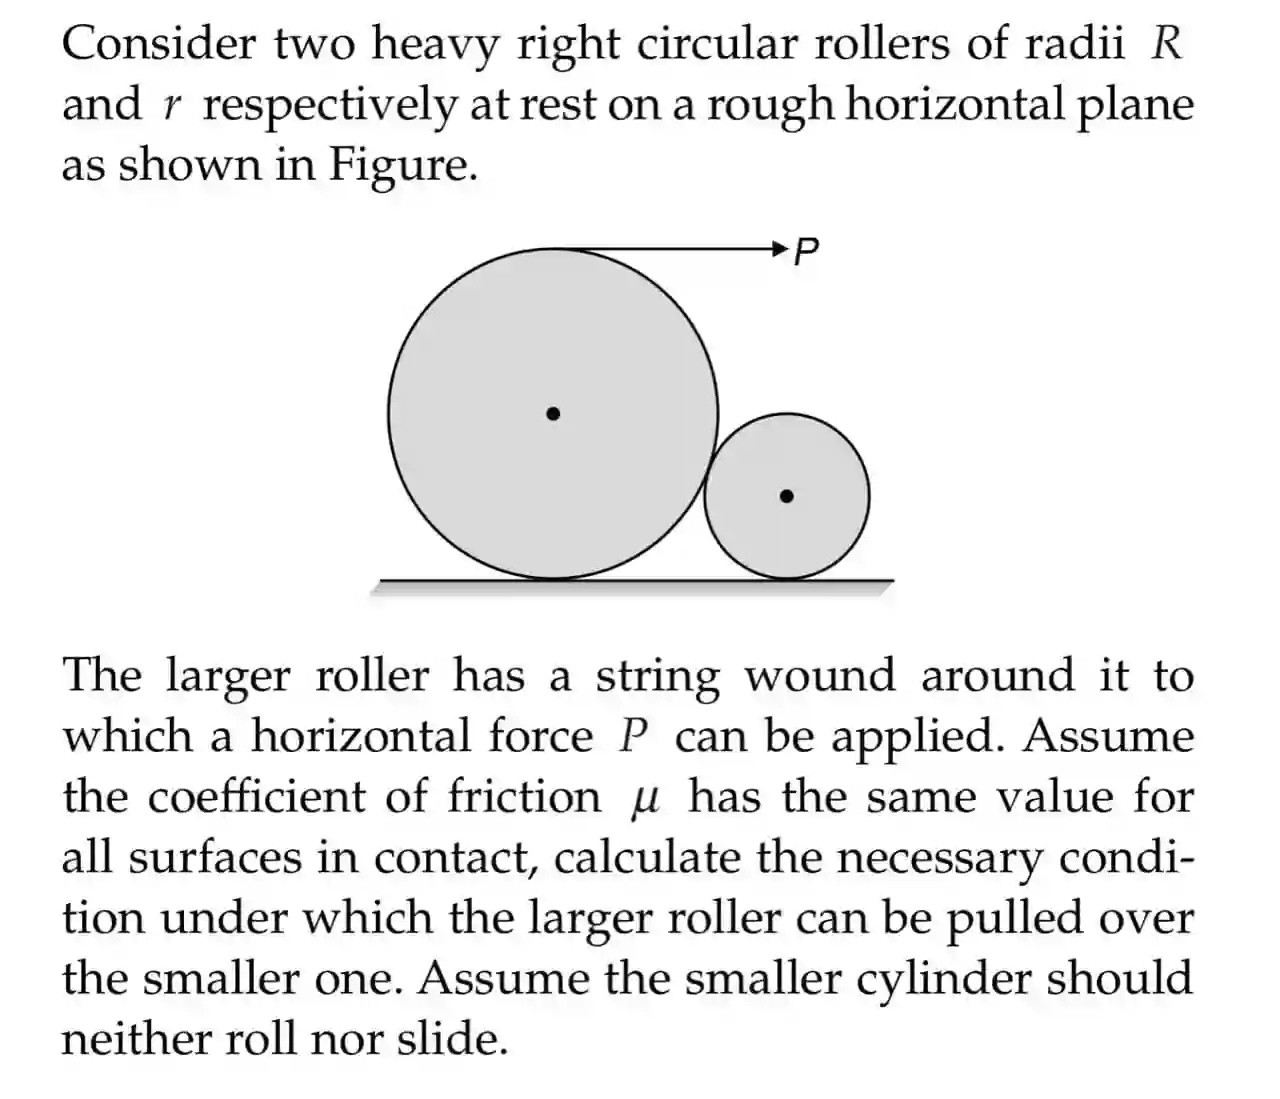 Consider two heavy right circular rollers of radii R
and r respectively at rest on a rough horizontal plane
as shown in Figure.
P
The larger roller has a string wound around it to
which a horizontal force P can be applied. Assume
the coefficient of friction μ has the same value for
all surfaces in contact, calculate the necessary condi-
tion under which the larger roller can be pulled over
the smaller one. Assume the smaller cylinder should
neither roll nor slide.